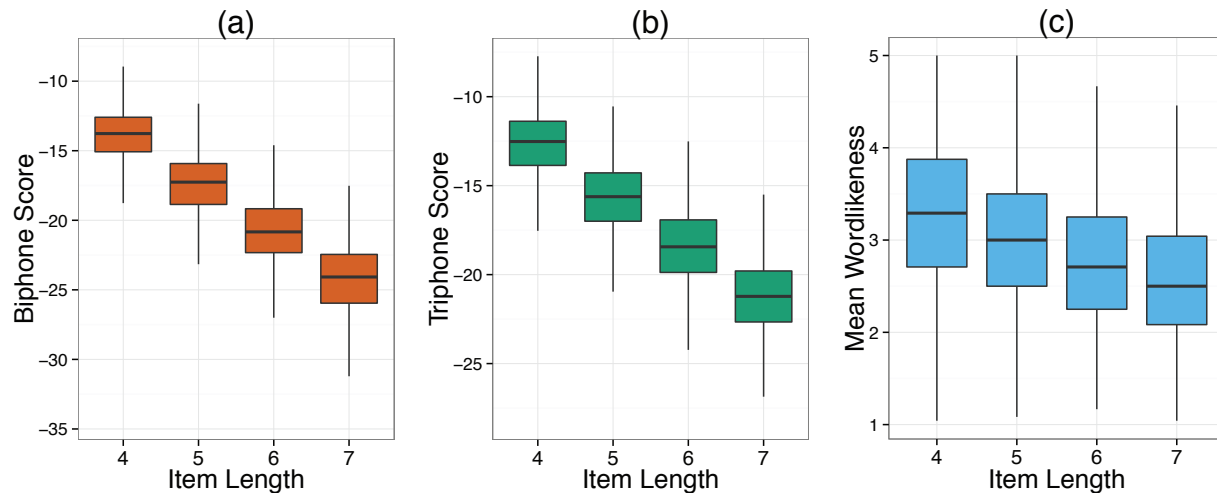 (a)
Biphone Score
−10
−15
−20
−25
−30
−35
4 5 6 7
Item Length
(b)
Triphone Score
−10
−15
−20
−25
4 5 6 7
Item Length
(c)
Mean Wordlikeness
5
4
3
2
1
4 5 6 7
Item Length